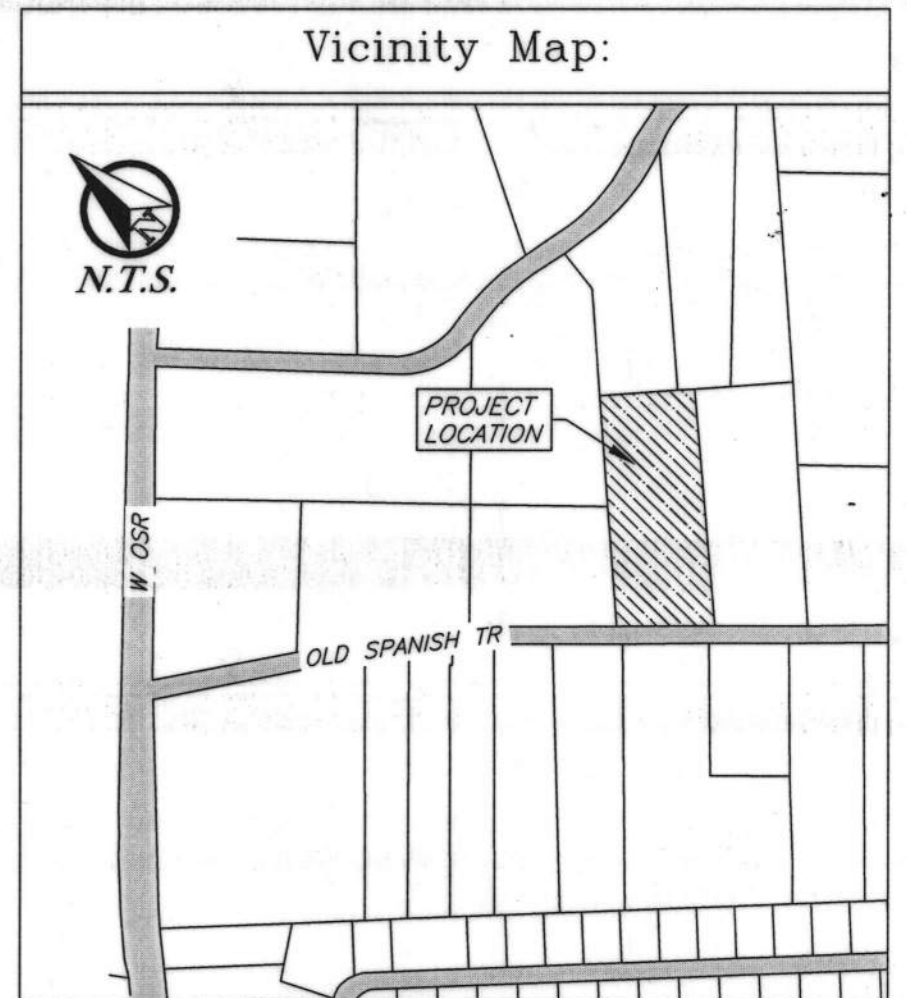 Vicinity Map:
N
N.T.S.
PROJECT
LOCATION
W OSR
OLD SPANISH TR